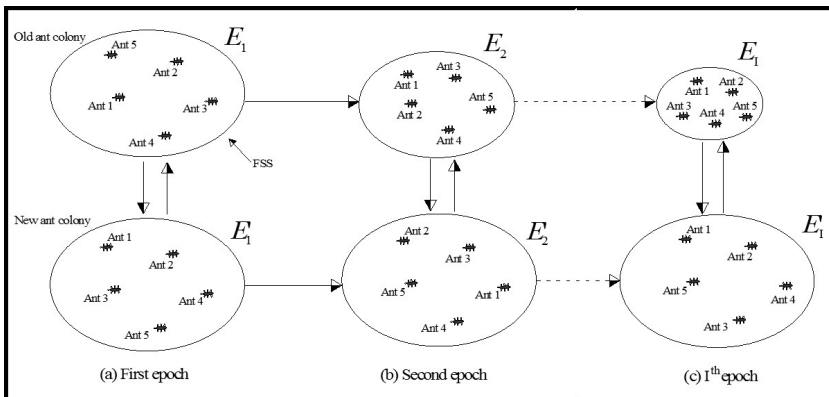 Old ant colony
E1
Ant 5
Ant 2
Ant 1
Ant 3
Ant 4
FSS
E2
Ant 3
Ant 1
Ant 5
Ant 2
Ant 4
EI
Ant 2
Ant 1
Ant 3
Ant 4
Ant 5
New ant colony
E1
Ant 1
Ant 2
Ant 3
Ant 4
Ant 5
E2
Ant 2
Ant 3
Ant 5
Ant 1
Ant 4
EI
Ant 1
Ant 2
Ant 5
Ant 4
Ant 3
(a) First epoch
(b) Second epoch
(c) Ith epoch